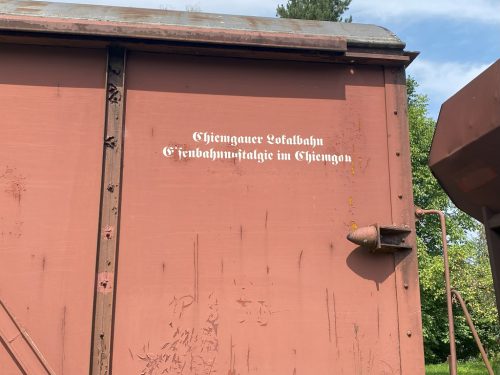 Chiemgauer Lokalbahn
Eisenbahnnostalgie im Chiemgau